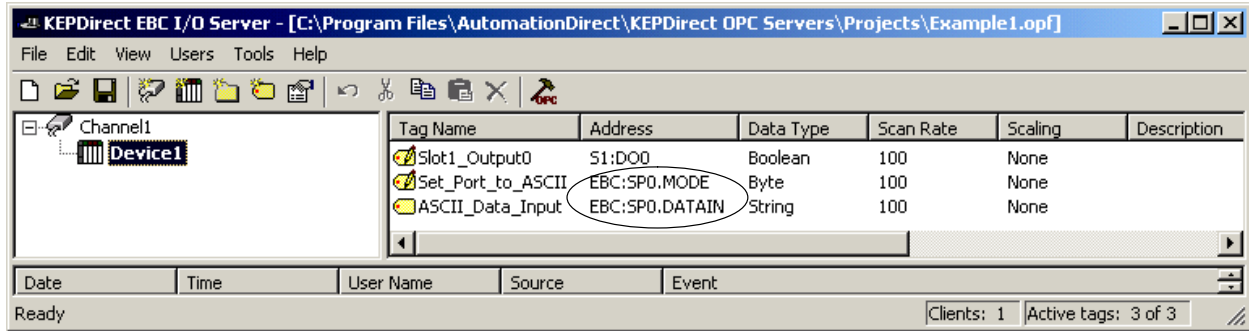 KEPDirect EBC I/O Server - [C:\Program Files\AutomationDirect\KEPDirect OPC Servers\Projects\Example1.opf]
File Edit View Users Tools Help
OPC
Channel1
Device1
Tag Name Address Data Type Scan Rate Scaling Description
Slot1_Output0 S1:DO0 Boolean 100 None
Set_Port_to_ASCII EBC:SP0.MODE Byte 100 None
ASCII_Data_Input EBC:SP0.DATAIN String 100 None
Date Time User Name Source Event
Ready Clients: 1 Active tags: 3 of 3